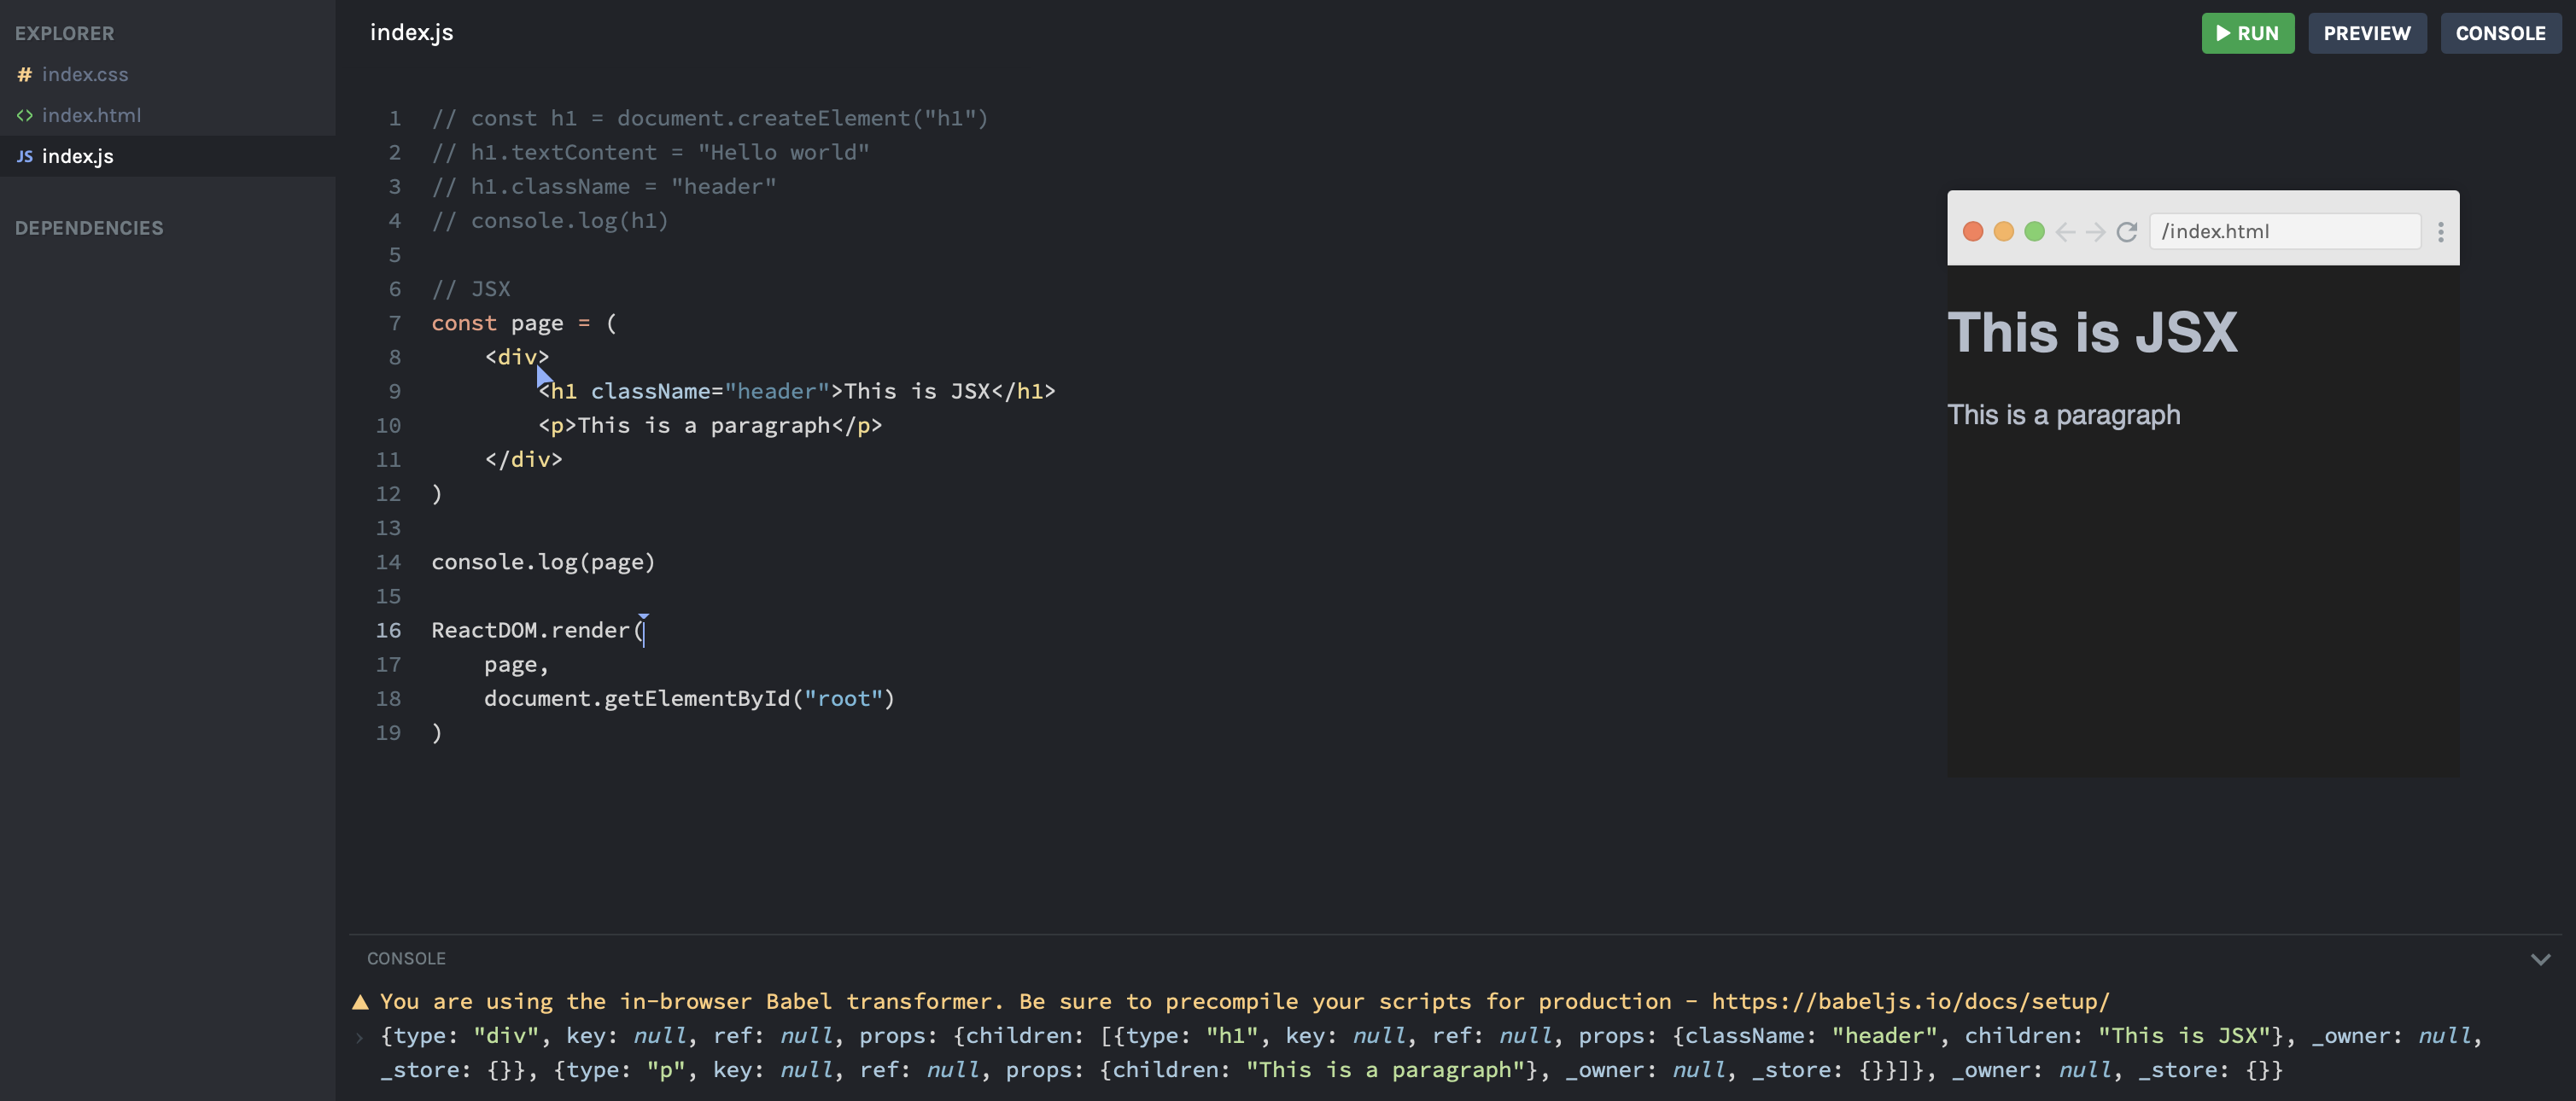 EXPLORER
# index.css
<> index.html
JS index.js
DEPENDENCIES
index.js
RUN
PREVIEW
CONSOLE
1 // const h1 = document.createElement("h1")
2 // h1.textContent = "Hello world"
3 // h1.className = "header"
4 // console.log(h1)
5
6 // JSX
7 const page = (
8     <div>
9         <h1 className="header">This is JSX</h1>
10         <p>This is a paragraph</p>
11     </div>
12 )
13
14 console.log(page)
15
16 ReactDOM.render(
17     page,
18     document.getElementById("root")
19 )
/index.html
This is JSX
This is a paragraph
CONSOLE
You are using the in-browser Babel transformer. Be sure to precompile your scripts for production - https://babeljs.io/docs/setup/
› {type: "div", key: null, ref: null, props: {children: [{type: "h1", key: null, ref: null, props: {className: "header", children: "This is JSX"}, _owner: null,
_store: {}}, {type: "p", key: null, ref: null, props: {children: "This is a paragraph"}, _owner: null, _store: {}}]}, _owner: null, _store: {}}